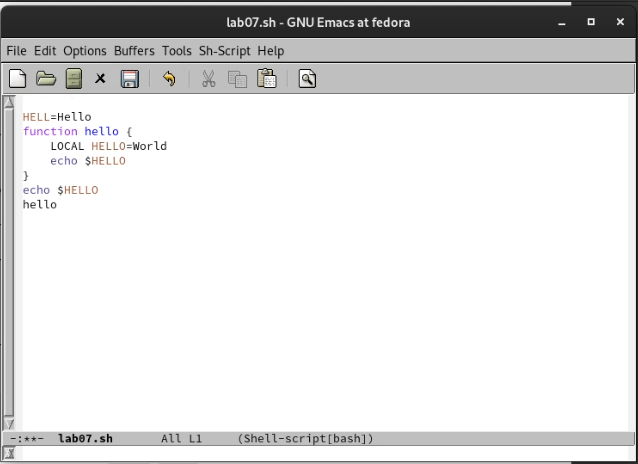 lab07.sh - GNU Emacs at fedora
File Edit Options Buffers Tools Sh-Script Help
HELL=Hello
function hello {
    LOCAL HELLO=World
    echo $HELLO
}
echo $HELLO
hello
-:**-  lab07.sh       All L1     (Shell-script[bash])